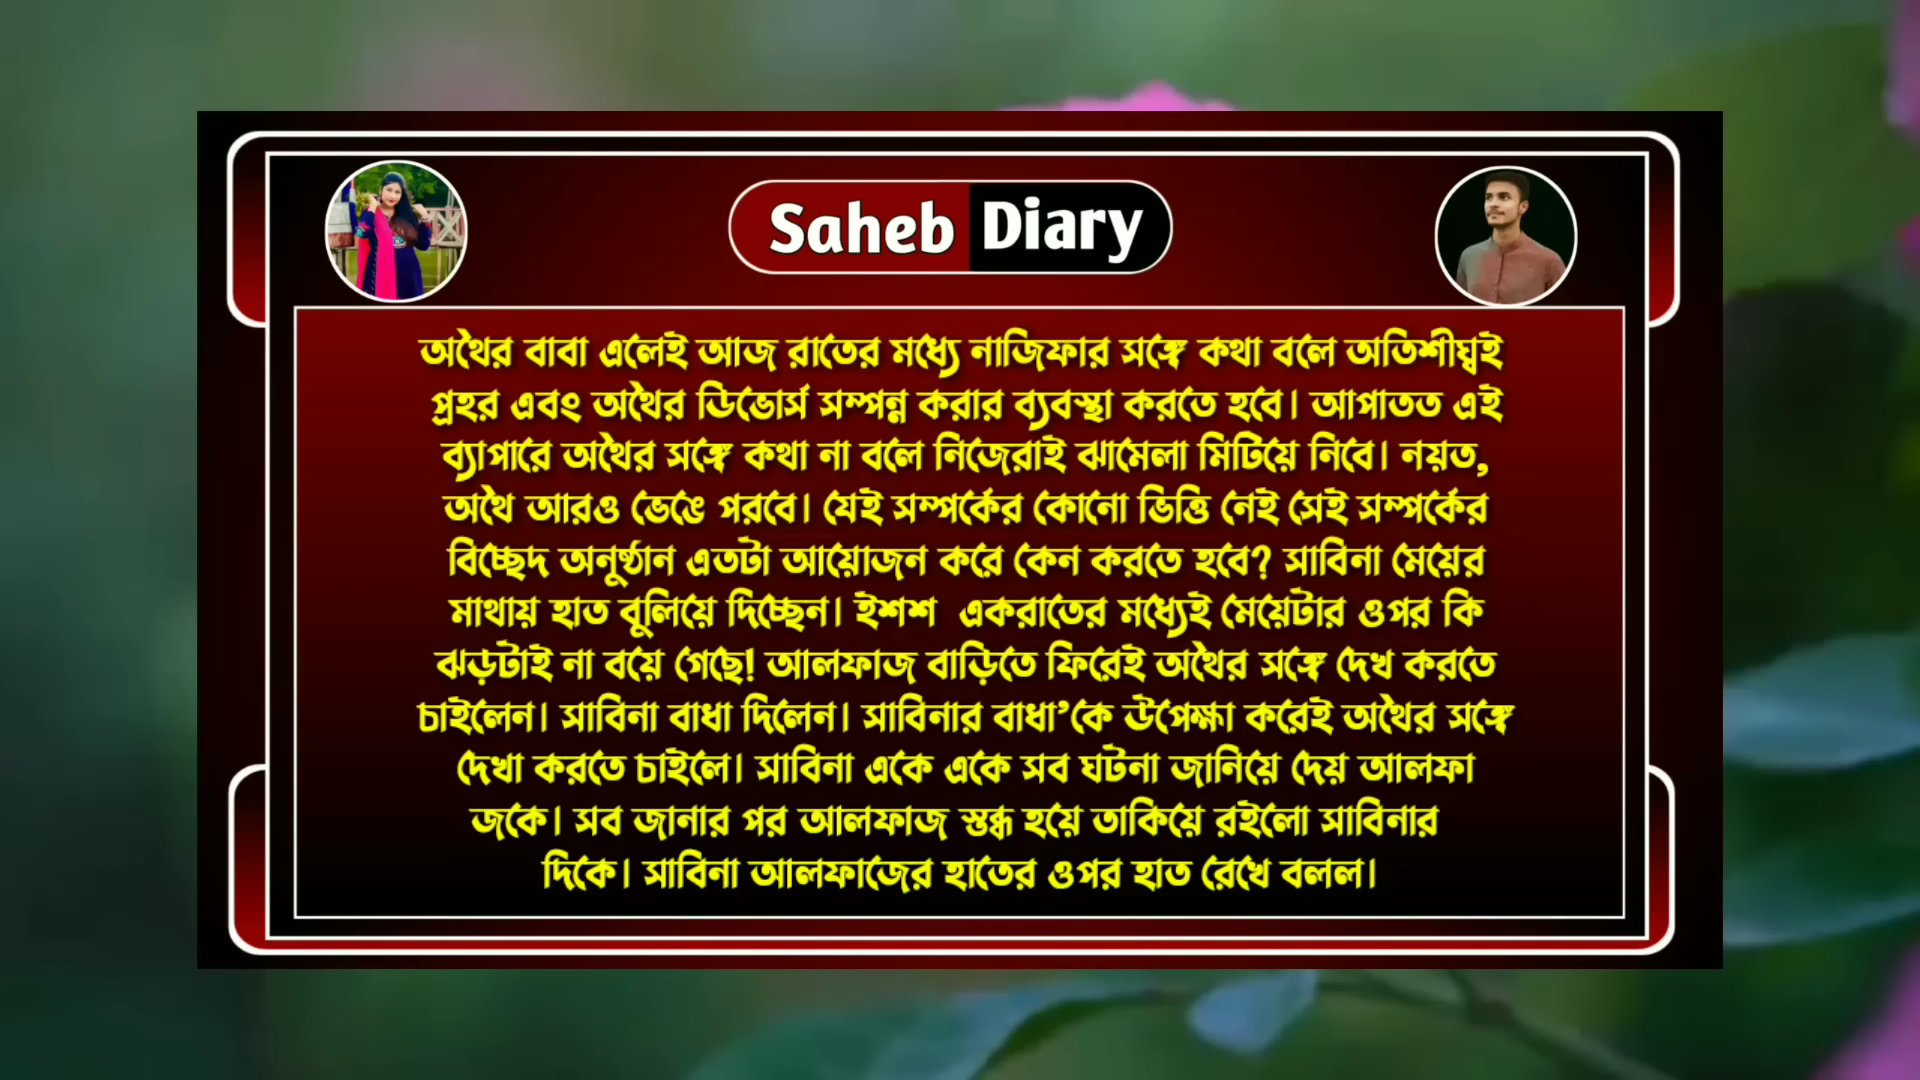 Saheb Diary
অথৈর বাবা এলেই আজ রাতের মধ্যে নাজিফার সঙ্গে কথা বলে অতিশীঘ্রই
প্রহর এবং অথৈর ডিভোর্স সম্পন্ন করার ব্যবস্থা করতে হবে। আপাতত এই
ব্যাপারে অথৈর সঙ্গে কথা না বলে নিজেরাই ঝামেলা মিটিয়ে নিবে। নয়ত,
অথৈ আরও ভেঙে পরবে। যেই সম্পর্কের কোনো ভিত্তি নেই সেই সম্পর্কের
বিচ্ছেদ অনুষ্ঠান এতটা আয়োজন করে কেন করতে হবে? সাবিনা মেয়ের
মাথায় হাত বুলিয়ে দিচ্ছেন। ইশশ একরাতের মধ্যেই মেয়েটার ওপর কি
ঝড়টাই না বয়ে গেছে! আলফাজ বাড়িতে ফিরেই অথৈর সঙ্গে দেখ করতে
চাইলেন। সাবিনা বাধা দিলেন। সাবিনার বাধা’কে উপেক্ষা করেই অথৈর সঙ্গে
দেখা করতে চাইলে। সাবিনা একে একে সব ঘটনা জানিয়ে দেয় আলফা
জকে। সব জানার পর আলফাজ স্তব্ধ হয়ে তাকিয়ে রইলো সাবিনার
দিকে। সাবিনা আলফাজের হাতের ওপর হাত রেখে বলল।